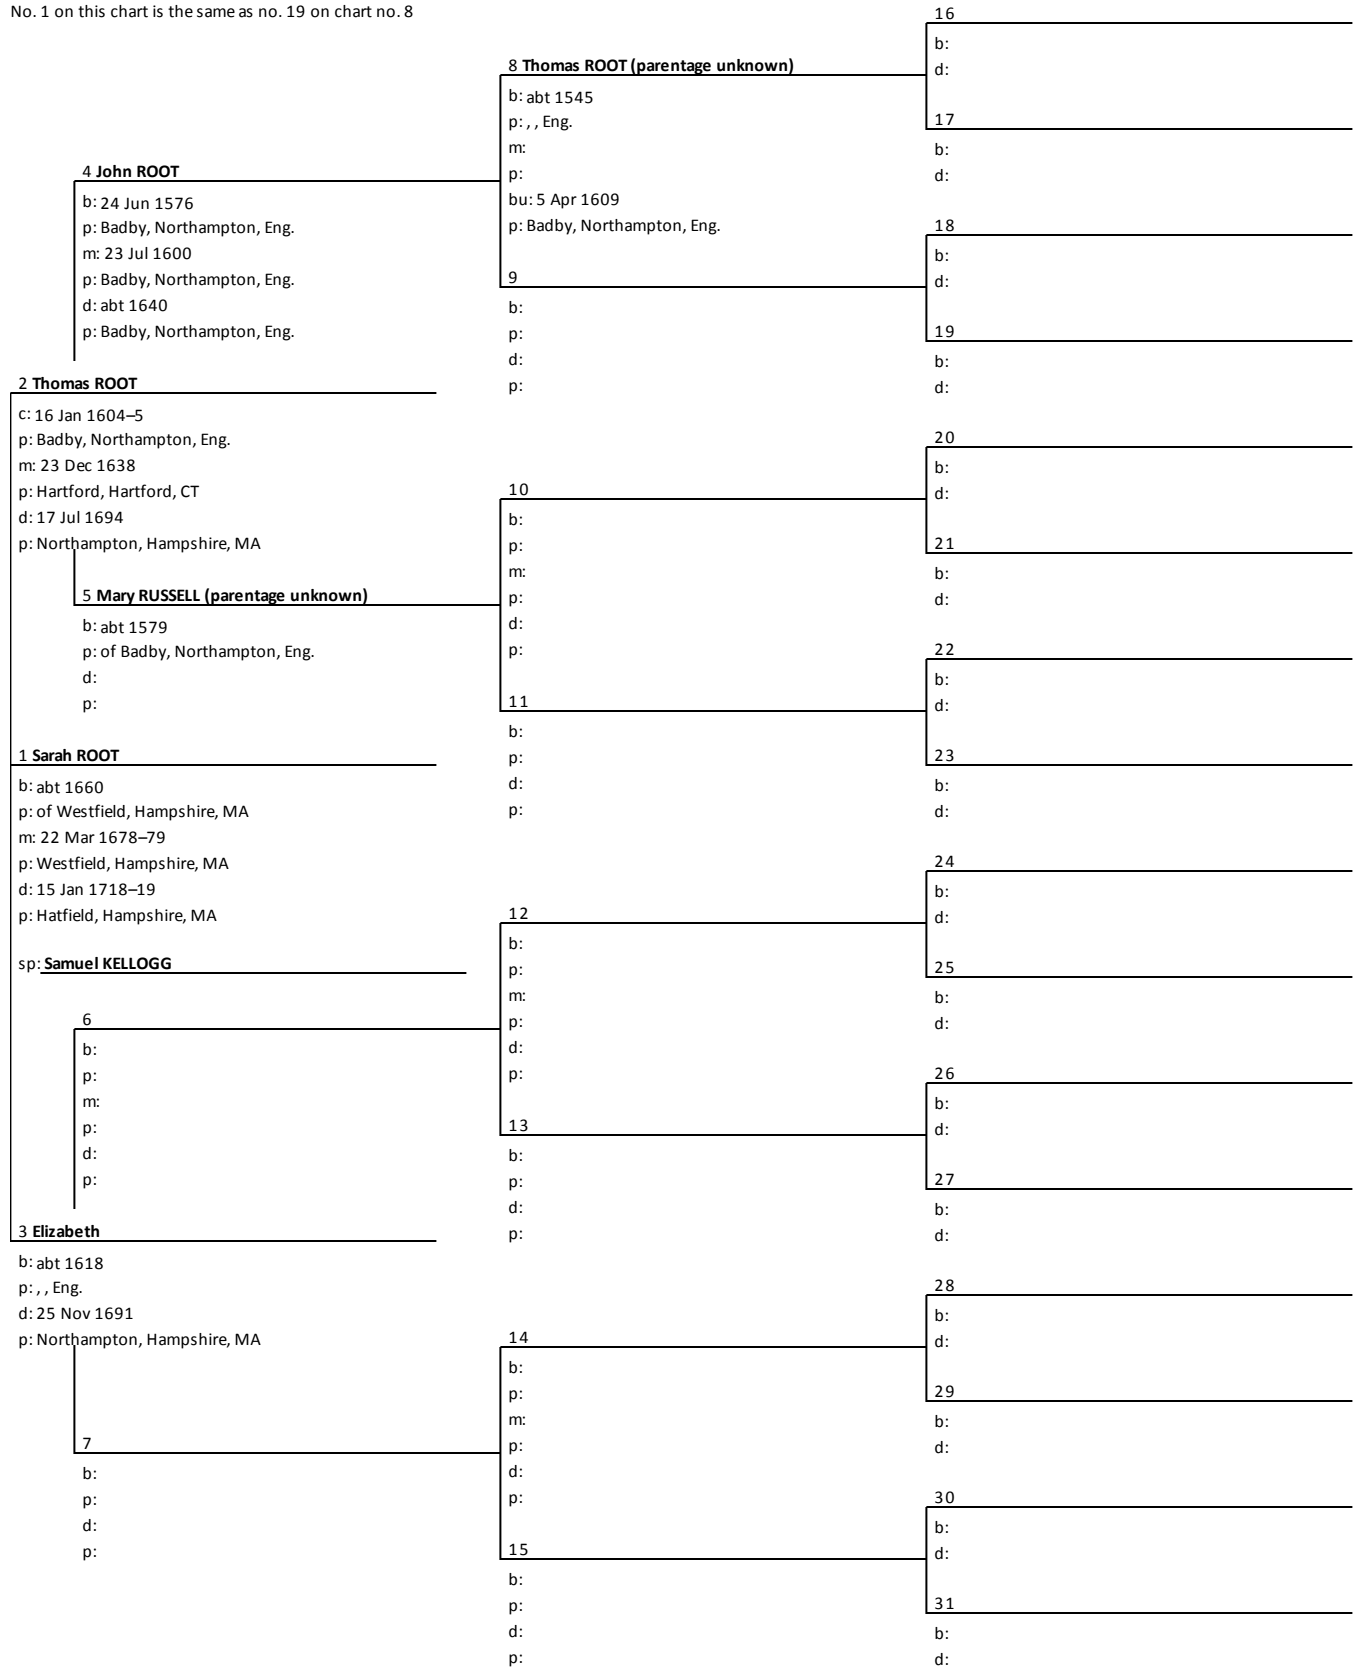 No. 1 on this chart is the same as no. 19 on chart no. 8
16
b:
d:
8 Thomas ROOT (parentage unknown)
b: abt 1545
p: , , Eng.
m:
p:
bu: 5 Apr 1609
p: Badby, Northampton, Eng.
17
b:
d:
4 John ROOT
b: 24 Jun 1576
p: Badby, Northampton, Eng.
m: 23 Jul 1600
p: Badby, Northampton, Eng.
d: abt 1640
p: Badby, Northampton, Eng.
18
b:
d:
9
b:
p:
d:
p:
19
b:
d:
2 Thomas ROOT
c: 16 Jan 1604–5
p: Badby, Northampton, Eng.
m: 23 Dec 1638
p: Hartford, Hartford, CT
d: 17 Jul 1694
p: Northampton, Hampshire, MA
20
b:
d:
10
b:
p:
m:
p:
d:
p:
21
b:
d:
5 Mary RUSSELL (parentage unknown)
b: abt 1579
p: of Badby, Northampton, Eng.
d:
p:
22
b:
d:
11
b:
p:
d:
p:
23
b:
d:
1 Sarah ROOT
b: abt 1660
p: of Westfield, Hampshire, MA
m: 22 Mar 1678–79
p: Westfield, Hampshire, MA
d: 15 Jan 1718–19
p: Hatfield, Hampshire, MA
sp: Samuel KELLOGG
24
b:
d:
12
b:
p:
m:
p:
d:
p:
25
b:
d:
6
b:
p:
m:
p:
d:
p:
26
b:
d:
13
b:
p:
d:
p:
27
b:
d:
3 Elizabeth
b: abt 1618
p: , , Eng.
d: 25 Nov 1691
p: Northampton, Hampshire, MA
28
b:
d:
14
b:
p:
m:
p:
d:
p:
29
b:
d:
7
b:
p:
d:
p:
30
b:
d:
15
b:
p:
d:
p:
31
b:
d: